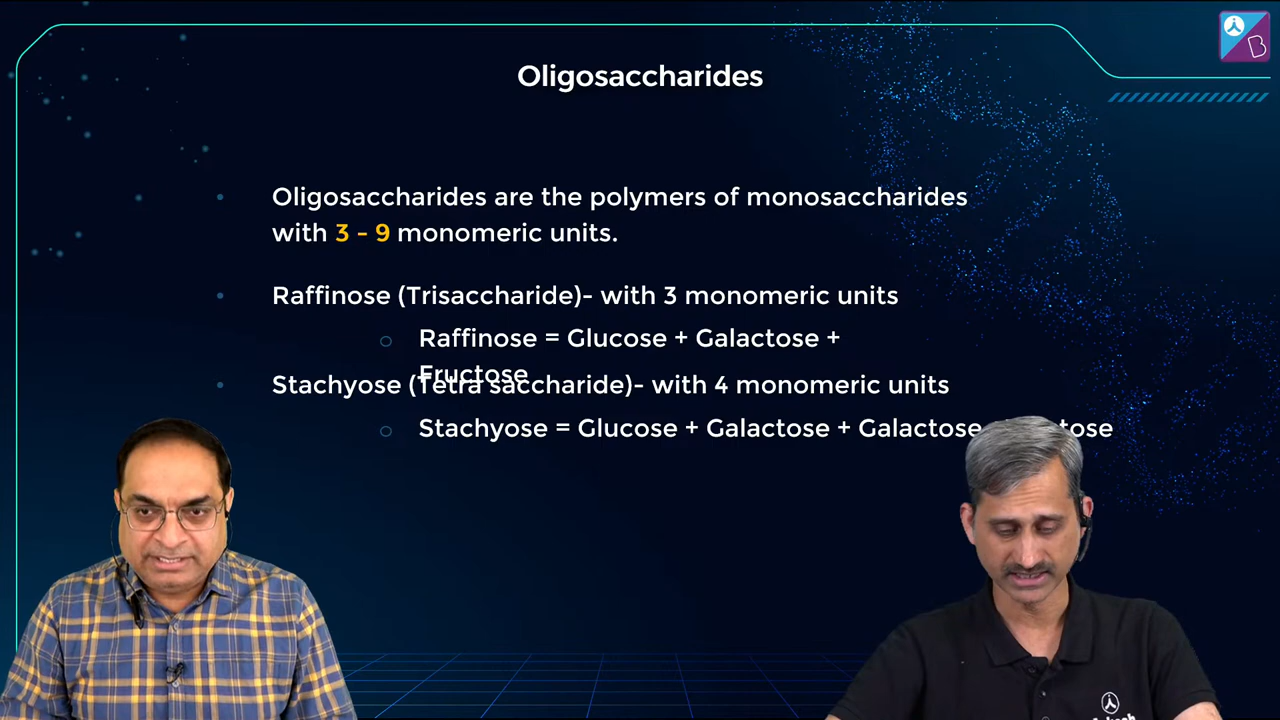 Oligosaccharides
Oligosaccharides are the polymers of monosaccharides
with 3 - 9 monomeric units.
Raffinose (Trisaccharide)- with 3 monomeric units
Raffinose = Glucose + Galactose +
Fructose
Stachyose (Tetra saccharide)- with 4 monomeric units
Stachyose = Glucose + Galactose + Galactose
B